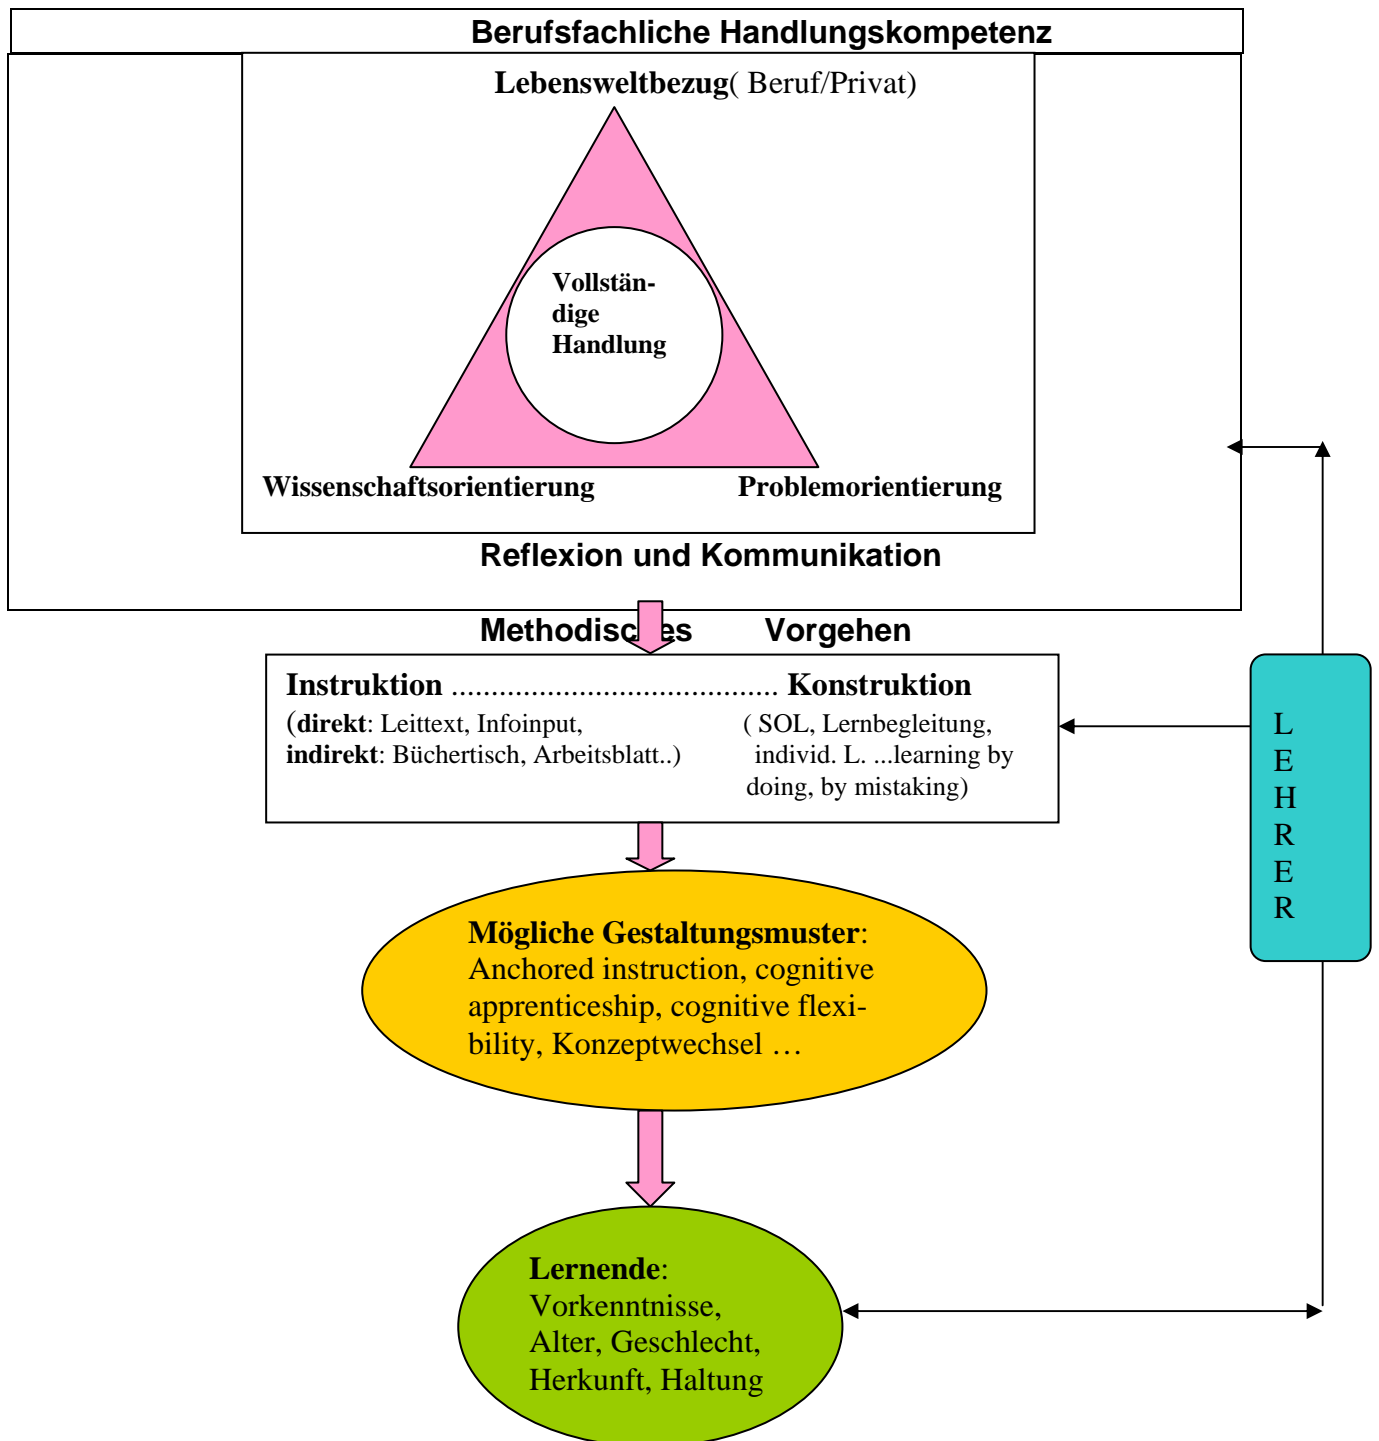 Berufsfachliche Handlungskompetenz
Lebensweltbezug( Beruf/Privat)
Vollstän-
dige
Handlung
Wissenschaftsorientierung
Problemorientierung
Reflexion und Kommunikation
Methodisches Vorgehen
Instruktion ......................................... Konstruktion
(direkt: Leittext, Infoinput,
indirekt: Büchertisch, Arbeitsblatt..)
( SOL, Lernbegleitung,
individ. L. ...learning by
doing, by mistaking)
L
E
H
R
E
R
Mögliche Gestaltungsmuster:
Anchored instruction, cognitive
apprenticeship, cognitive flexi-
bility, Konzeptwechsel …
Lernende:
Vorkenntnisse,
Alter, Geschlecht,
Herkunft, Haltung